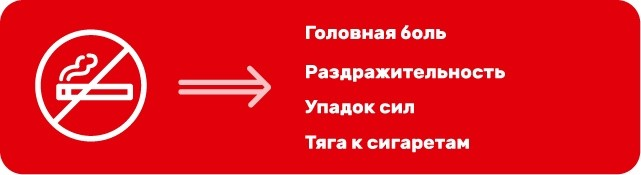 Головная боль
Раздражительность
Упадок сил
Тяга к сигаретам